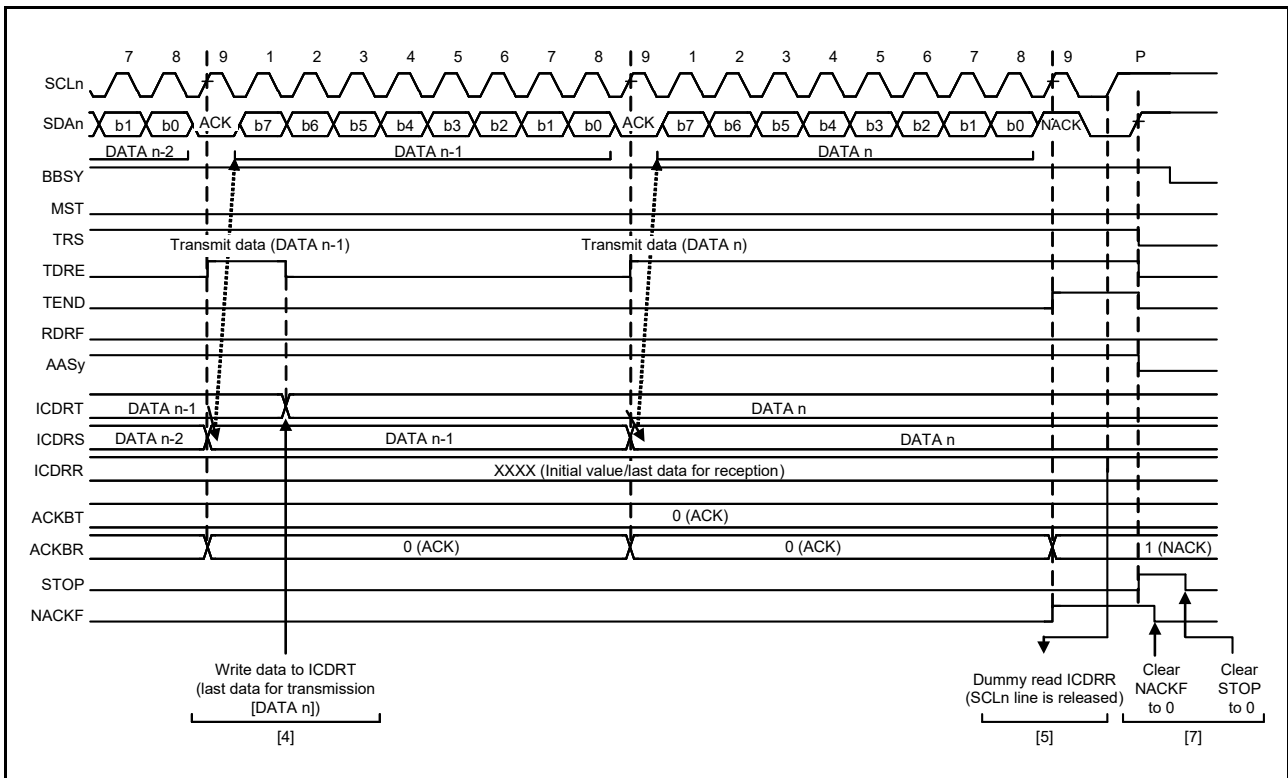 7 8 9 1 2 3 4 5 6 7 8 9 1 2 3 4 5 6 7 8 9 P
SCLn
SDAn b1 b0 ACK b7 b6 b5 b4 b3 b2 b1 b0 ACK b7 b6 b5 b4 b3 b2 b1 b0 NACK
DATA n-2 DATA n-1 DATA n
BBSY
MST
TRS
Transmit data (DATA n-1) Transmit data (DATA n)
TDRE
TEND
RDRF
AASy
ICDRT DATA n-1 DATA n
ICDRS DATA n-2 DATA n-1 DATA n
ICDRR XXXX (Initial value/last data for reception)
ACKBT 0 (ACK)
ACKBR 0 (ACK) 0 (ACK) 1 (NACK)
STOP
NACKF
Write data to ICDRT
(last data for transmission
[DATA n])
[4]
Dummy read ICDRR
(SCLn line is released)
[5]
Clear
NACKF
to 0
Clear
STOP
to 0
[7]